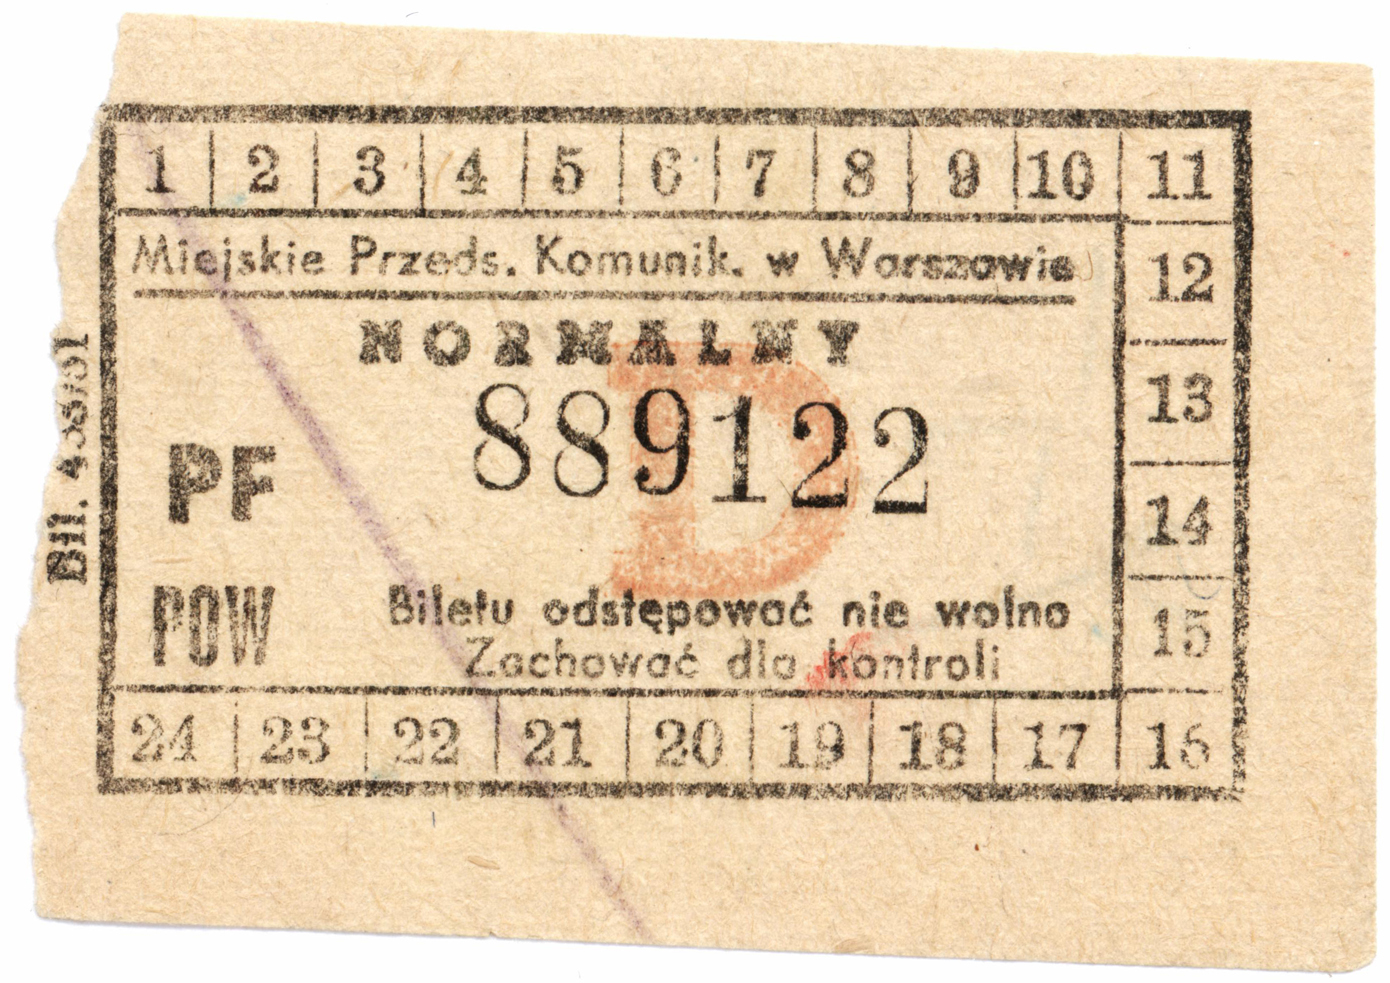 1 2 3 4 5 6 7 8 9 10 11
Miejskie Przeds. Komunik. w Warszawie
12
NORMALNY
D
889122
13
PF
14
POW
Biletu odstępować nie wolno
15
Zachować dla kontroli
24 23 22 21 20 19 18 17 16
Bil.